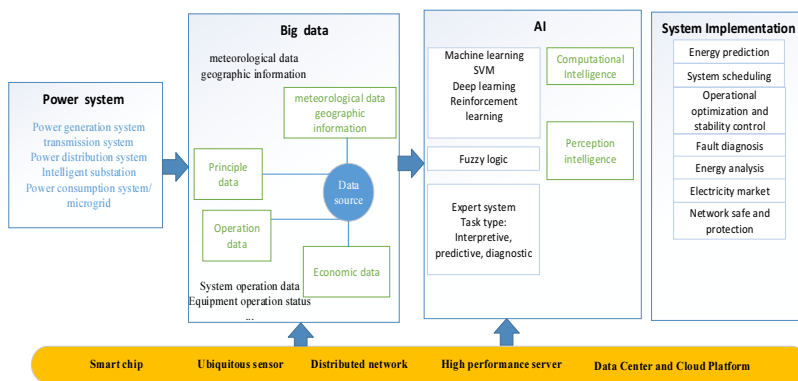 Power system
Power generation system
transmission system
Power distribution system
Intelligent substation
Power consumption system/
microgrid
Big data
meteorological data
geographic information
meteorological data
geographic
information
Principle
data
Data
source
Operation
data
Economic data
System operation data
Equipment operation status
...
AI
Machine learning
SVM
Deep learning
Reinforcement
learning
Computational
Intelligence
Fuzzy logic
Perception
intelligence
Expert system
Task type:
Interpretive,
predictive, diagnostic
System Implementation
Energy prediction
System scheduling
Operational
optimization and
stability control
Fault diagnosis
Energy analysis
Electricity market
Network safe and
protection
Smart chip
Ubiquitous sensor
Distributed network
High performance server
Data Center and Cloud Platform